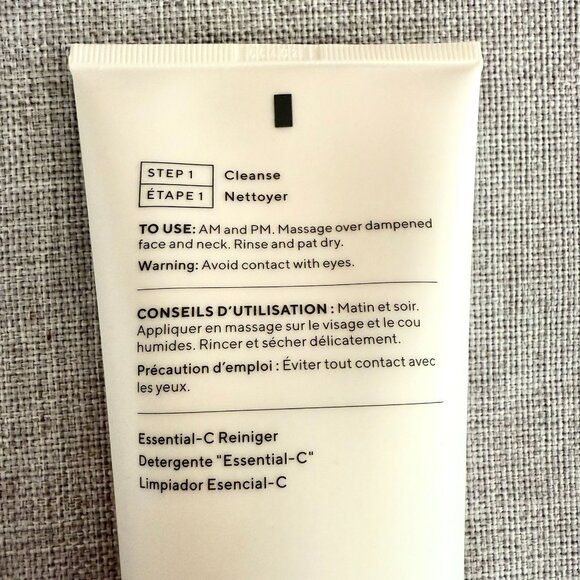 STEP 1 Cleanse
ÉTAPE 1 Nettoyer
TO USE: AM and PM. Massage over dampened
face and neck. Rinse and pat dry.
Warning: Avoid contact with eyes.
CONSEILS D'UTILISATION : Matin et soir.
Appliquer en massage sur le visage et le cou
humides. Rincer et sécher délicatement.
Précaution d'emploi : Éviter tout contact avec
les yeux.
Essential-C Reiniger
Detergente "Essential-C"
Limpiador Esencial-C